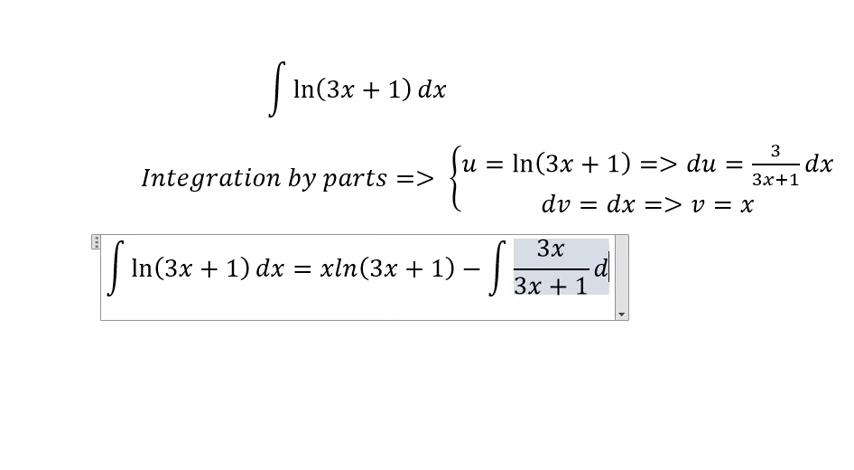 ∫ ln(3x + 1) dx
Integration by parts => { u = ln(3x + 1) => du = 3/(3x+1) dx
dv = dx => v = x
∫ ln(3x + 1) dx = xln(3x + 1) − ∫ 3x/(3x + 1) d